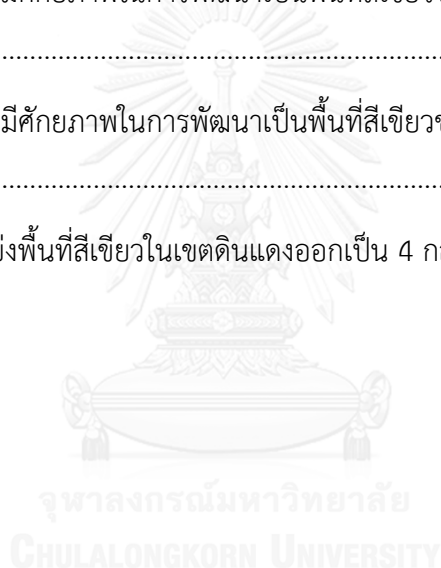 มีศักยภาพในการพัฒนาเป็นพื้นที่สีเขียว
พื้นที่สีเขียวในเขตดินแดงออกเป็น 4
จุฬาลงกรณ์มหาวิทยาลัย
CHULALONGKORN UNIVERSITY